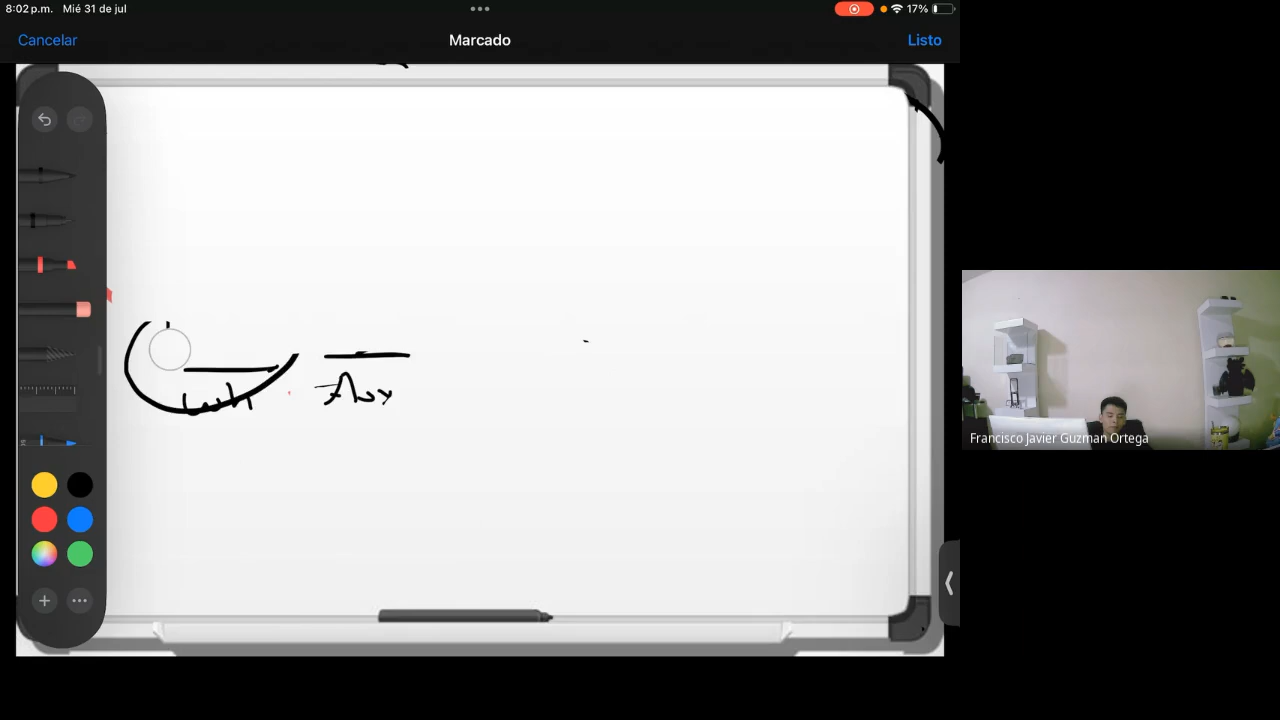 8:02 p.m. Mié 31 de jul
17%
Cancelar
Marcado
Listo
Francisco Javier Guzman Ortega